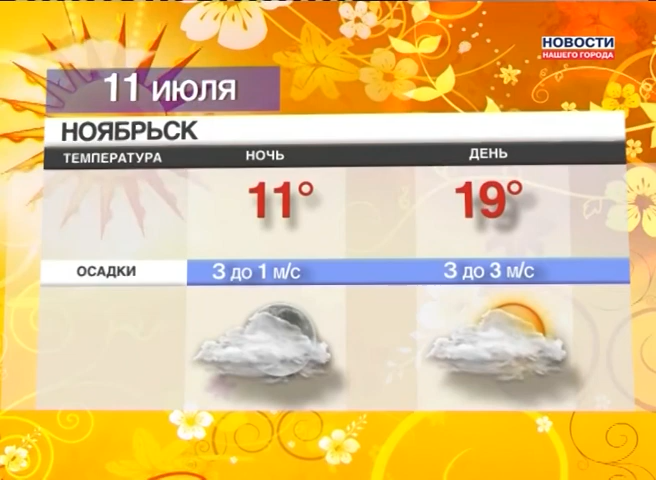 НОВОСТИ
НАШЕГО ГОРОДА
11 ИЮЛЯ
НОЯБРЬСК
ТЕМПЕРАТУРА НОЧЬ ДЕНЬ
11° 19°
ОСАДКИ З до 1 м/с З до 3 м/с